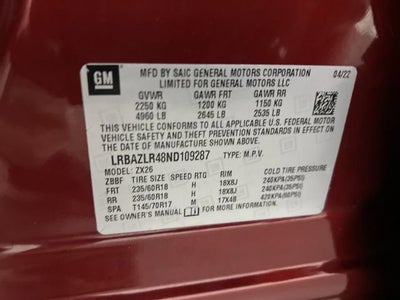 GM
MFD BY SAIC GENERAL MOTORS CORPORATION 04/22
LIMITED FOR GENERAL MOTORS LLC
GVWR GAWR FRT GAWR RR
2250 KG 1200 KG 1150 KG
4960 LB 2645 LB 2535 LB
THIS VEHICLE CONFORMS TO ALL APPLICABLE U.S. FEDERAL MOTOR
VEHICLE SAFETY AND THEFT PREVENTION STANDARDS IN EFFECT ON
THE DATE OF MANUFACTURE SHOWN ABOVE.
LRBAZLR48ND109287 TYPE: M.P.V.
MODEL: ZX26
ZBBF TIRE SIZE SPEED RTG RIM COLD TIRE PRESSURE
FRT 235/60R18 H 18X8J 240KPA(35PSI)
RR 235/60R18 H 18X8J 240KPA(35PSI)
SPA T145/70R17 M 17X4B 420KPA(60PSI)
SEE OWNER'S MANUAL FOR ADDITIONAL INFORMATION.